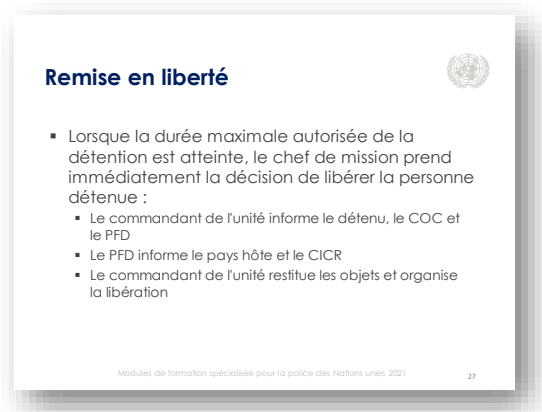 Remise en liberté
▪ Lorsque la durée maximale autorisée de la
détention est atteinte, le chef de mission prend
immédiatement la décision de libérer la personne
détenue :
▪ Le commandant de l'unité informe le détenu, le COC et
le PFD
▪ Le PFD informe le pays hôte et le CICR
▪ Le commandant de l'unité restitue les objets et organise
la libération
Modules de formation spécialisée pour la police des Nations unies 2021
27